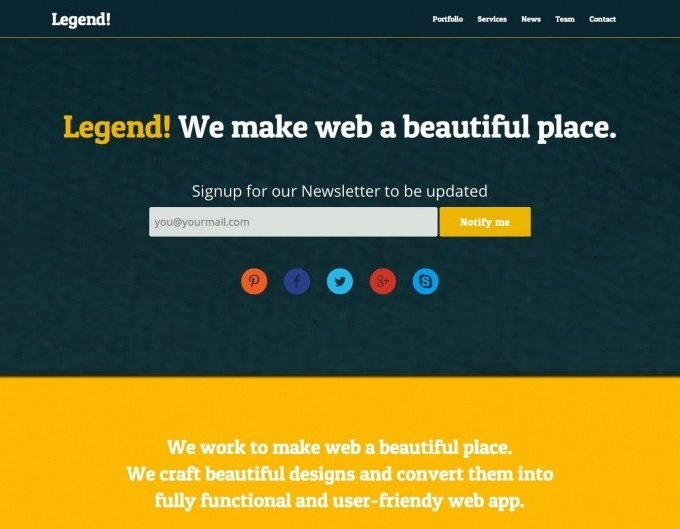 Legend!
Portfolio Services News Team Contact
Legend! We make web a beautiful place.
Signup for our Newsletter to be updated
you@yourmail.com Notify me
We work to make web a beautiful place.
We craft beautiful designs and convert them into
fully functional and user-friendy web app.